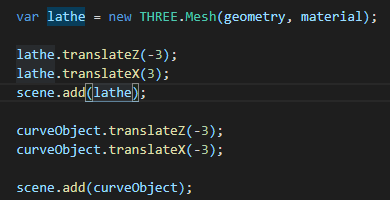 var lathe = new THREE.Mesh(geometry, material);
lathe.translateZ(-3);
lathe.translateX(3);
scene.add(lathe);
curveObject.translateZ(-3);
curveObject.translateX(-3);
scene.add(curveObject);